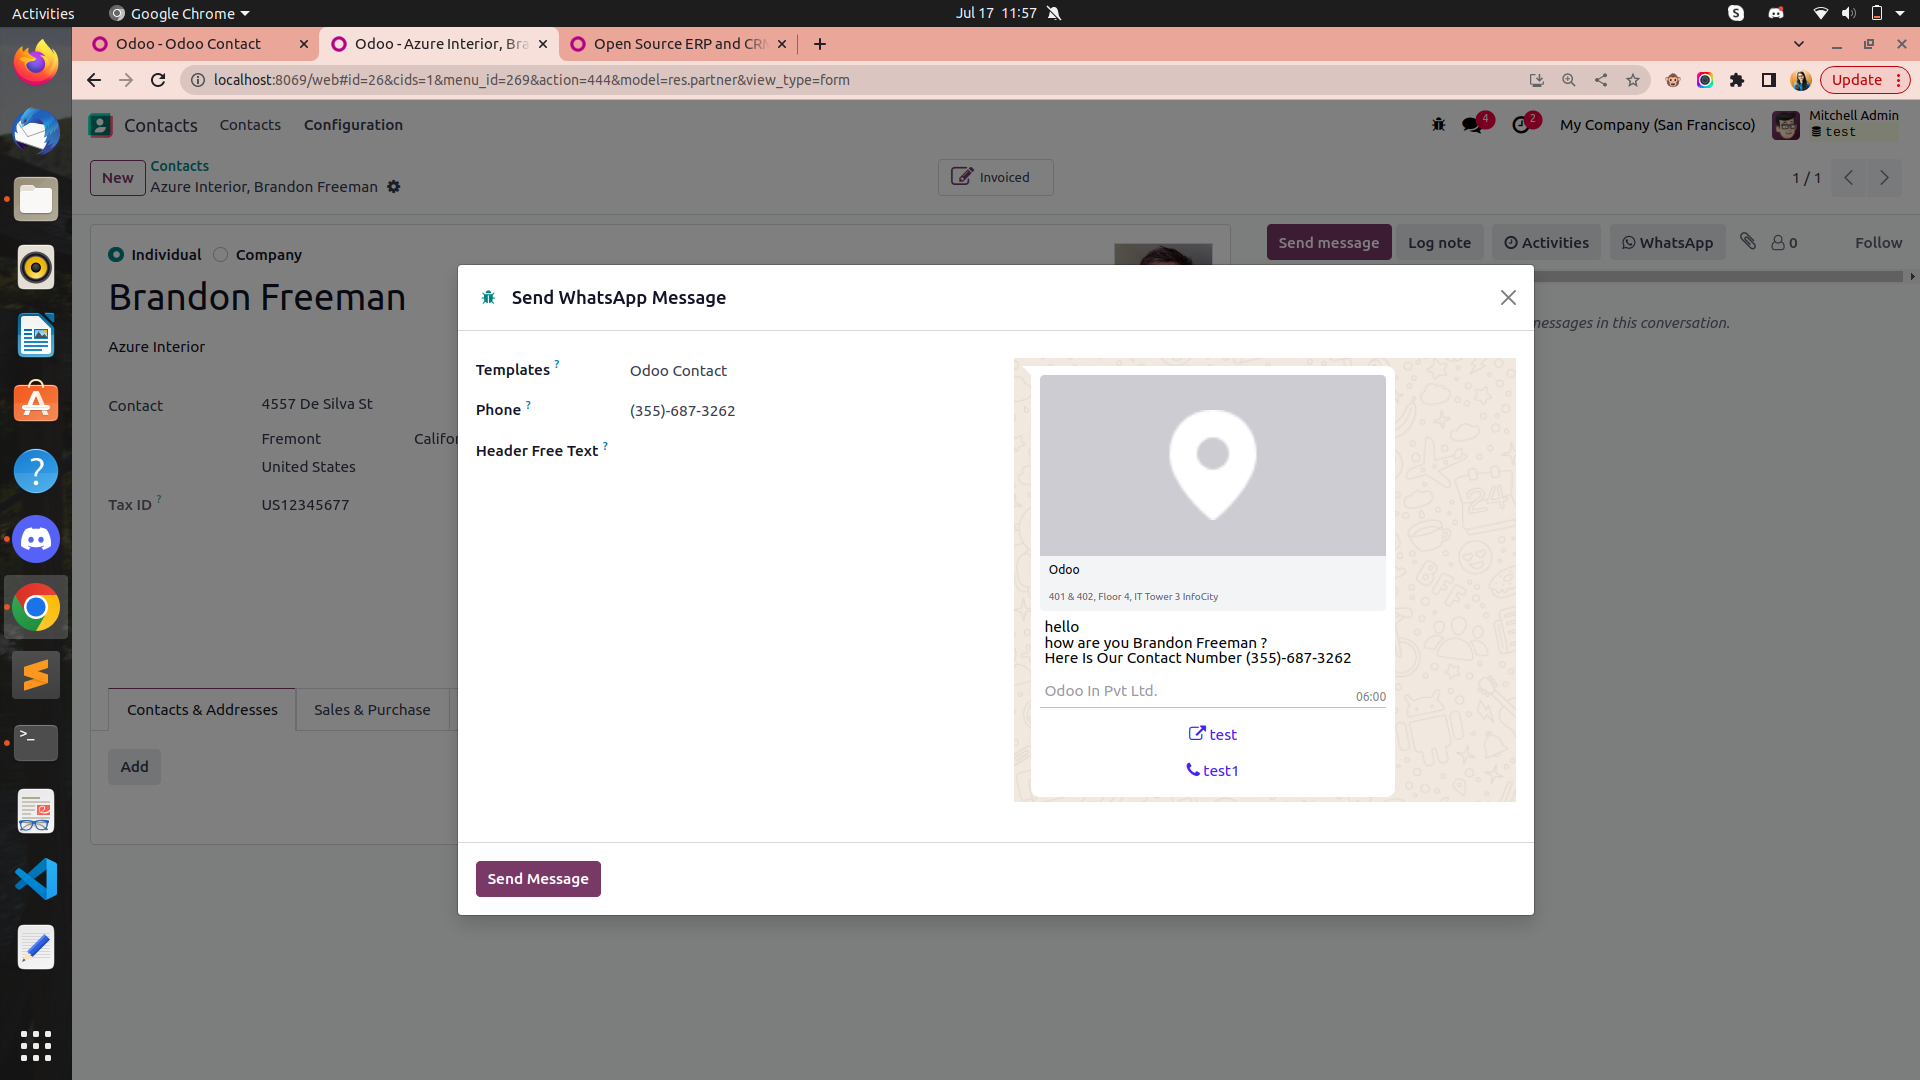 Activities
Google Chrome
Jul 17 11:57
Odoo - Odoo Contact
Odoo - Azure Interior, Bra
Open Source ERP and CRM
localhost:8069/web#id=26&cids=1&menu_id=269&action=444&model=res.partner&view_type=form
Update
Contacts
Contacts
Configuration
4
2
My Company (San Francisco)
Mitchell Admin
test
New
Contacts
Azure Interior, Brandon Freeman
Invoiced
1 / 1
Individual
Company
Send message
Log note
Activities
WhatsApp
0
Follow
Brandon Freeman
Azure Interior
Contact
4557 De Silva St
Fremont
Califor
United States
Tax ID ?
US12345677
Contacts & Addresses
Sales & Purchase
Add
messages in this conversation.
Send WhatsApp Message
Templates ?
Odoo Contact
Phone ?
(355)-687-3262
Header Free Text ?
Odoo
401 & 402, Floor 4, IT Tower 3 InfoCity
hello
how are you Brandon Freeman ?
Here Is Our Contact Number (355)-687-3262
Odoo In Pvt Ltd.
06:00
test
test1
Send Message